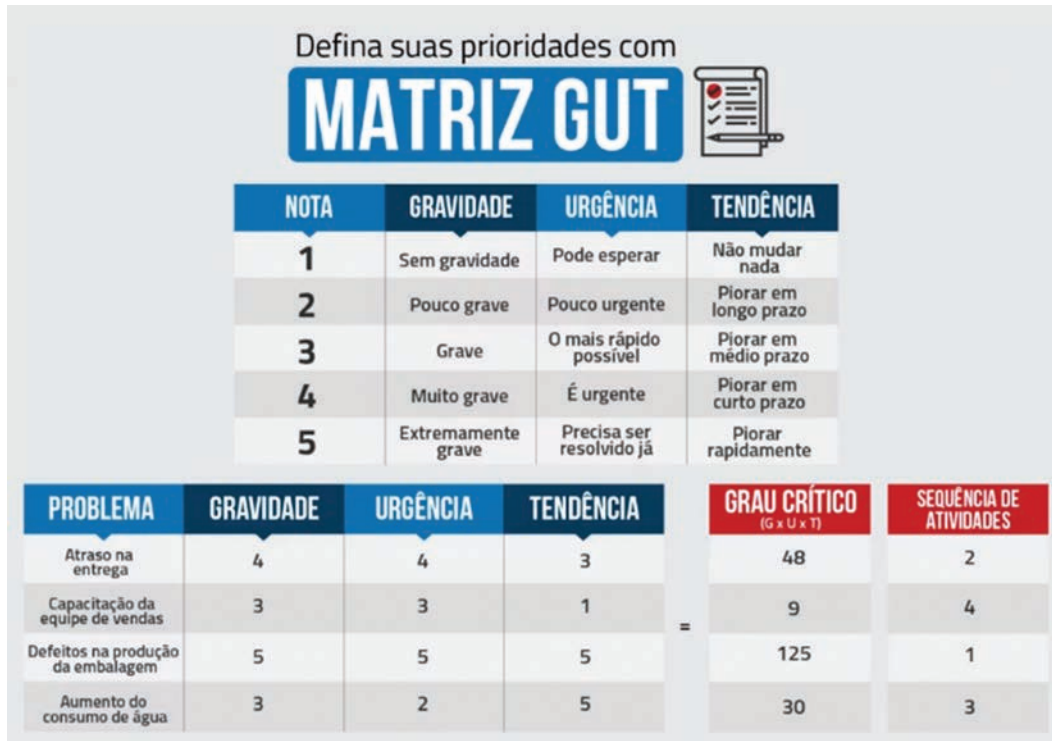 Defina suas prioridades com
MATRIZ GUT
NOTA GRAVIDADE URGÊNCIA TENDÊNCIA
1 Sem gravidade Pode esperar Não mudar nada
2 Pouco grave Pouco urgente Piorar em longo prazo
3 Grave O mais rápido possível Piorar em médio prazo
4 Muito grave É urgente Piorar em curto prazo
5 Extremamente grave Precisa ser resolvido já Piorar rapidamente
PROBLEMA GRAVIDADE URGÊNCIA TENDÊNCIA GRAU CRÍTICO (G x U x T) SEQUÊNCIA DE ATIVIDADES
Atraso na entrega 4 4 3 48 2
Capacitação da equipe de vendas 3 3 1 9 4
=
Defeitos na produção da embalagem 5 5 5 125 1
Aumento do consumo de água 3 2 5 30 3